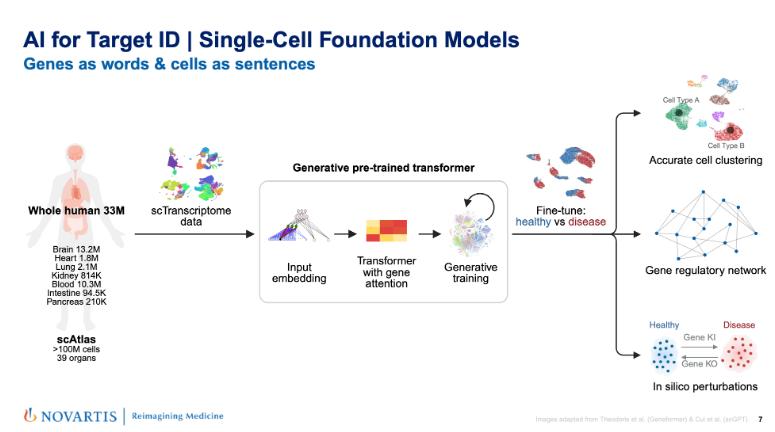 AI for Target ID | Single-Cell Foundation Models
Genes as words & cells as sentences
Whole human 33M
Brain 13.2M
Heart 1.8M
Lung 2.1M
Kidney 814K
Blood 10.3M
Intestine 94.5K
Pancreas 210K
scAtlas
>100M cells
39 organs
scTranscriptome
data
Generative pre-trained transformer
Input
embedding
Transformer
with gene
attention
Generative
training
Fine-tune:
healthy vs disease
Cell Type A
Cell Type B
Accurate cell clustering
Gene regulatory network
Healthy
Disease
Gene KI
Gene KO
In silico perturbations
NOVARTIS | Reimagining Medicine
Images adapted from Theodoris et al. (Geneformer) & Cui et al. (scGPT)
7